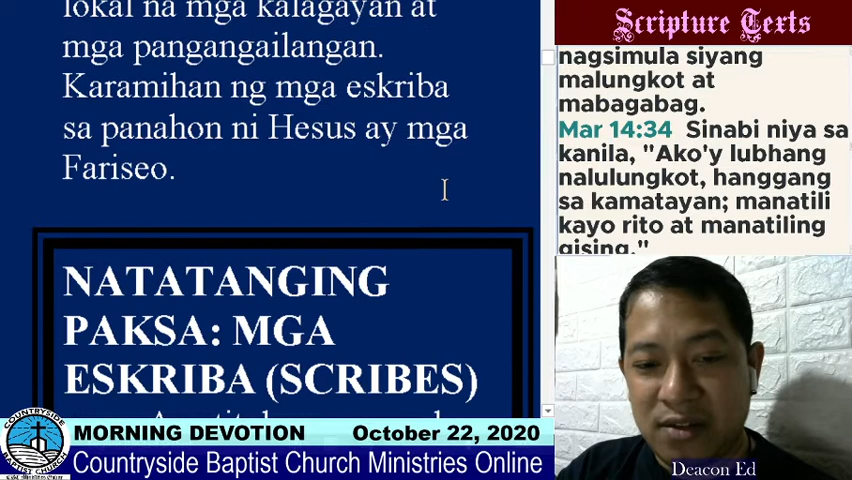 lokal na mga kalagayan at
mga pangangailangan.
Karamihan ng mga eskriba
sa panahon ni Hesus ay mga
Fariseo.
NATATANGING
PAKSA: MGA
ESKRIBA (SCRIBES)
Scripture Texts
nagsimula siyang
malungkot at
mabagabag.
Mar 14:34 Sinabi niya sa
kanila, "Ako'y lubhang
nalulungkot, hanggang
sa kamatayan; manatili
kayo rito at manatiling
gising."
COUNTRYSIDE
BAPTIST CHURCH
MORNING DEVOTION October 22, 2020
Countryside Baptist Church Ministries Online
Deacon Ed